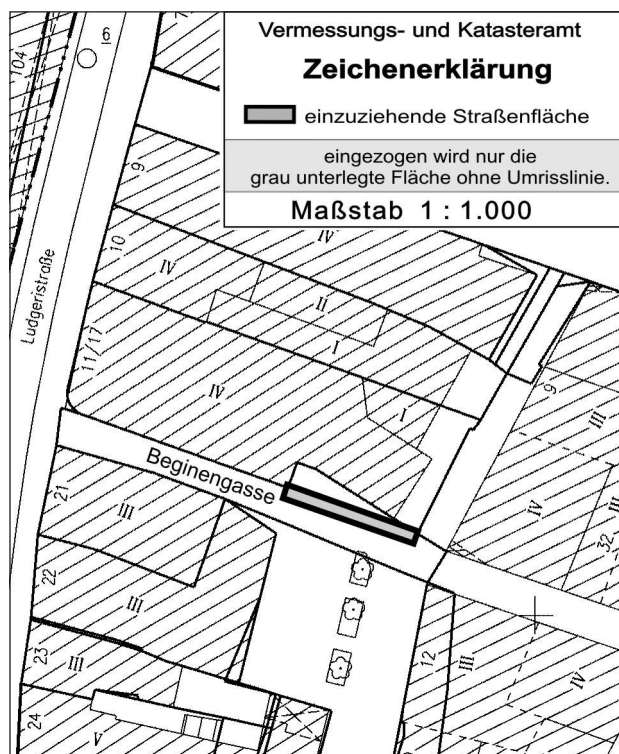 Vermessungs- und Katasteramt
Zeichenerklärung
einzuziehende Straßenfläche
eingezogen wird nur die
grau unterlegte Fläche ohne Umrisslinie.
Maßstab 1 : 1.000
104
6
9
IV
10
IV
II
I
Ludgeristraße
11/17
IV
I
9
III
Beginengasse
21
III
IV
III
32
22
III
12
III
23
III
IV
24
V